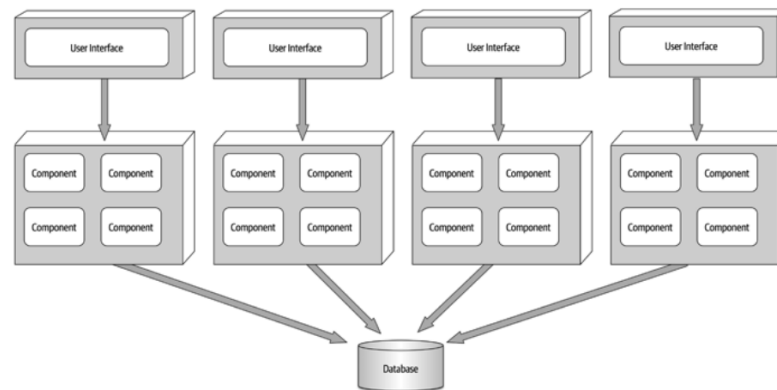 User Interface User Interface User Interface User Interface
Component Component Component Component Component Component Component Component
Component Component Component Component Component Component Component Component
Database